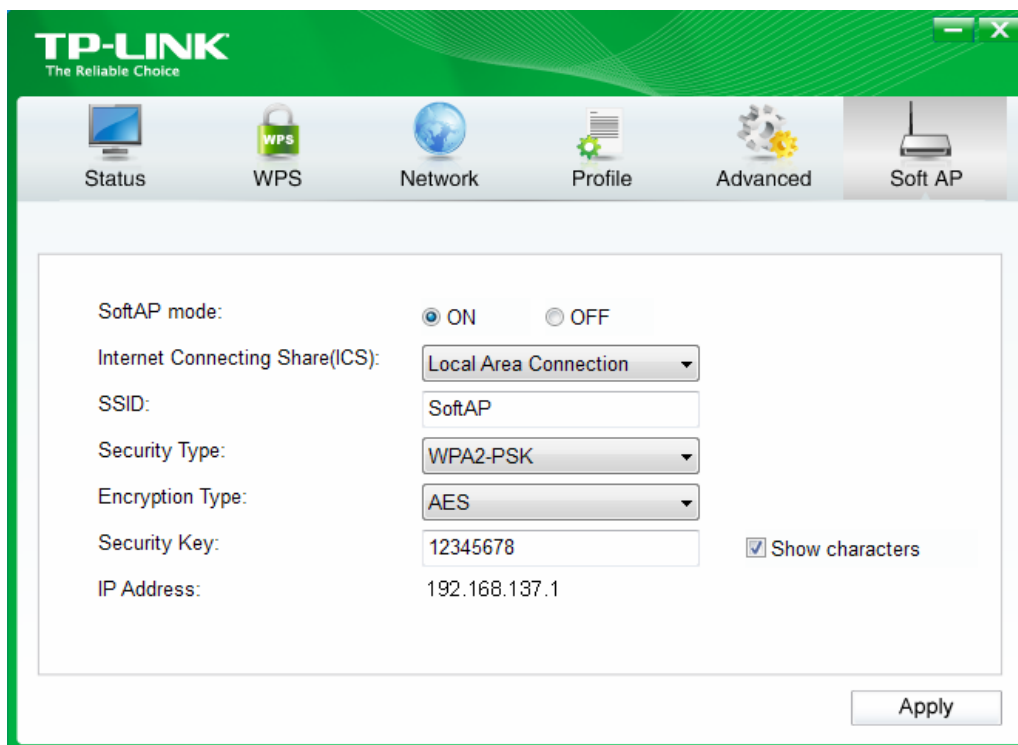 TP-LINK
The Reliable Choice
WPS
Status WPS Network Profile Advanced Soft AP
SoftAP mode: ON OFF
Internet Connecting Share(ICS): Local Area Connection
SSID: SoftAP
Security Type: WPA2-PSK
Encryption Type: AES
Security Key: 12345678 Show characters
IP Address: 192.168.137.1
Apply